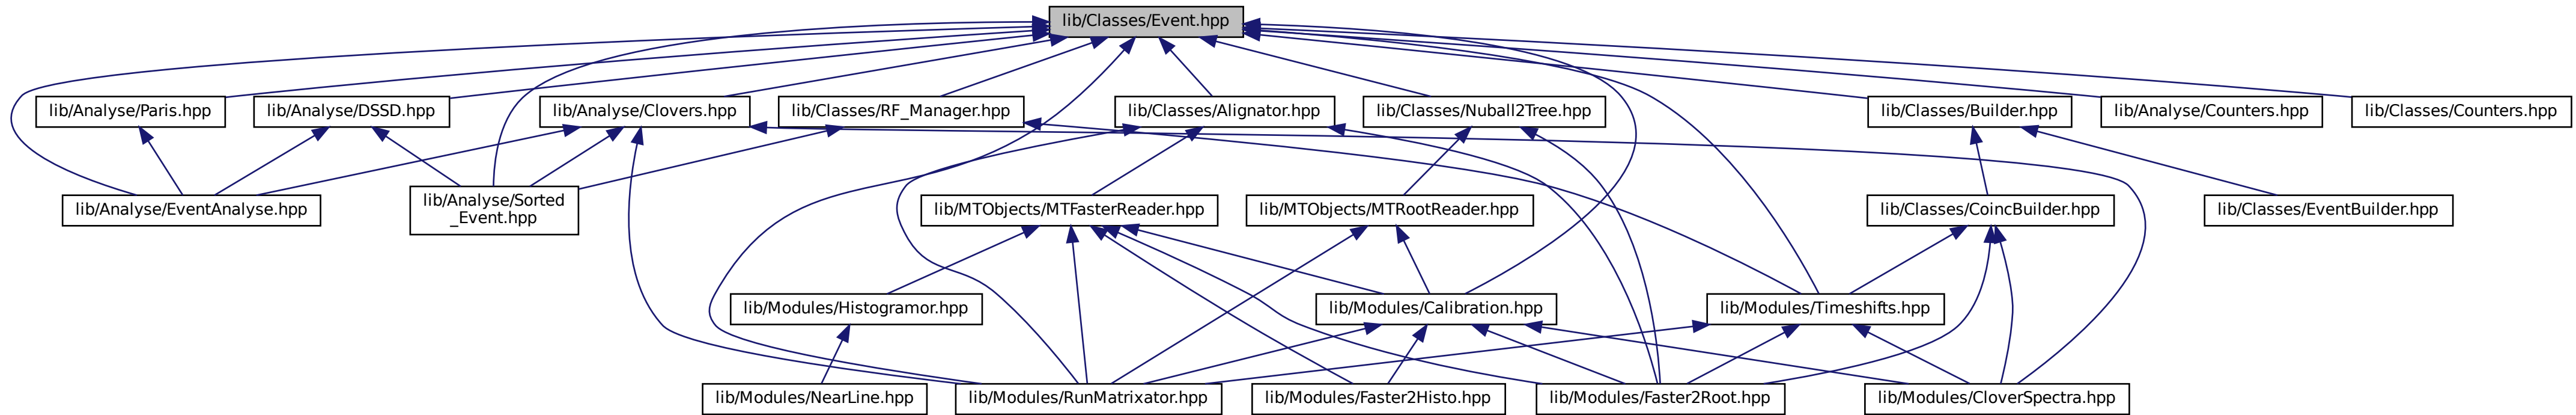 lib/Classes/Event.hpp
lib/Analyse/Paris.hpp
lib/Analyse/DSSD.hpp
lib/Analyse/Clovers.hpp
lib/Classes/RF_Manager.hpp
lib/Classes/Alignator.hpp
lib/Classes/Nuball2Tree.hpp
lib/Classes/Builder.hpp
lib/Analyse/Counters.hpp
lib/Classes/Counters.hpp
lib/Analyse/EventAnalyse.hpp
lib/Analyse/Sorted
_Event.hpp
lib/MTObjects/MTFasterReader.hpp
lib/MTObjects/MTRootReader.hpp
lib/Classes/CoincBuilder.hpp
lib/Classes/EventBuilder.hpp
lib/Modules/Histogramor.hpp
lib/Modules/Calibration.hpp
lib/Modules/Timeshifts.hpp
lib/Modules/NearLine.hpp
lib/Modules/RunMatrixator.hpp
lib/Modules/Faster2Histo.hpp
lib/Modules/Faster2Root.hpp
lib/Modules/CloverSpectra.hpp